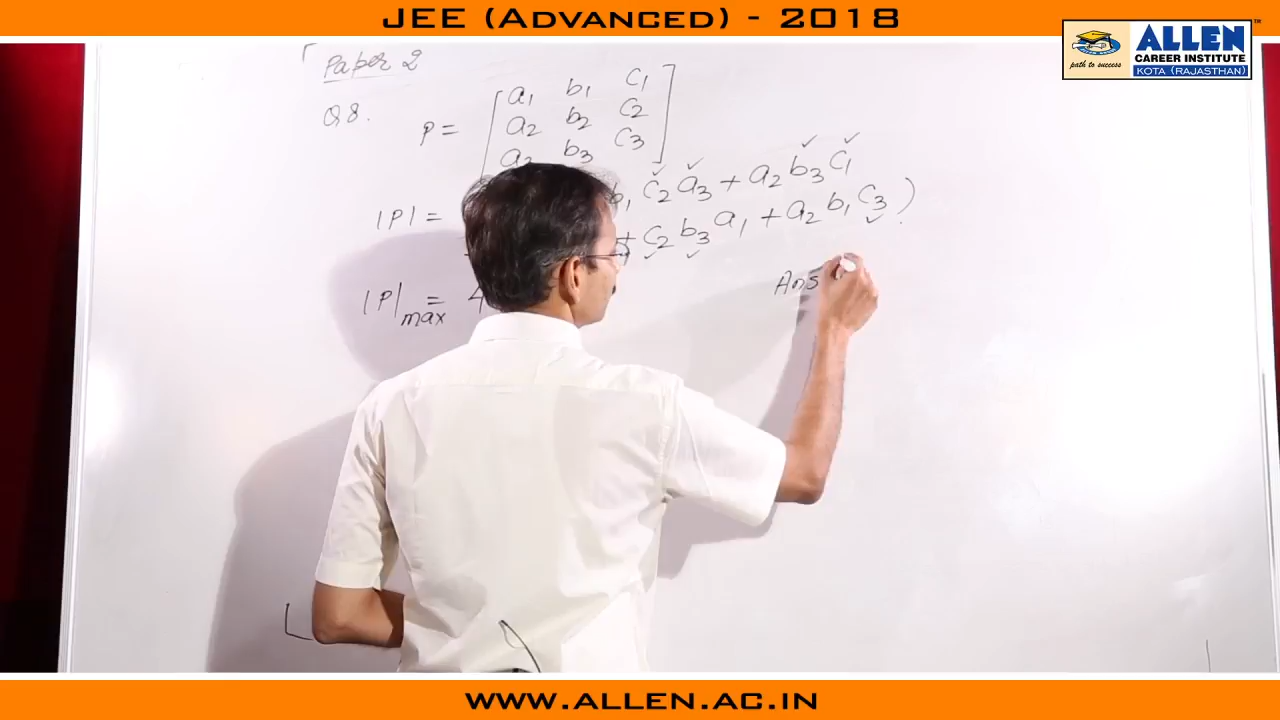 JEE (ADVANCED) - 2018
ALLEN™
CAREER INSTITUTE
KOTA (RAJASTHAN)
path to success
Paper 2
Q8.
P = [ a₁ b₁ c₁
a₂ b₂ c₂
a₃ b₃ c₃ ]
|P| = b₁ c₂ a₃ + a₂ b₃ c₁
+ c₂ b₃ a₁ + a₂ b₁ c₃ )
|P|max = 4
Ans
WWW.ALLEN.AC.IN